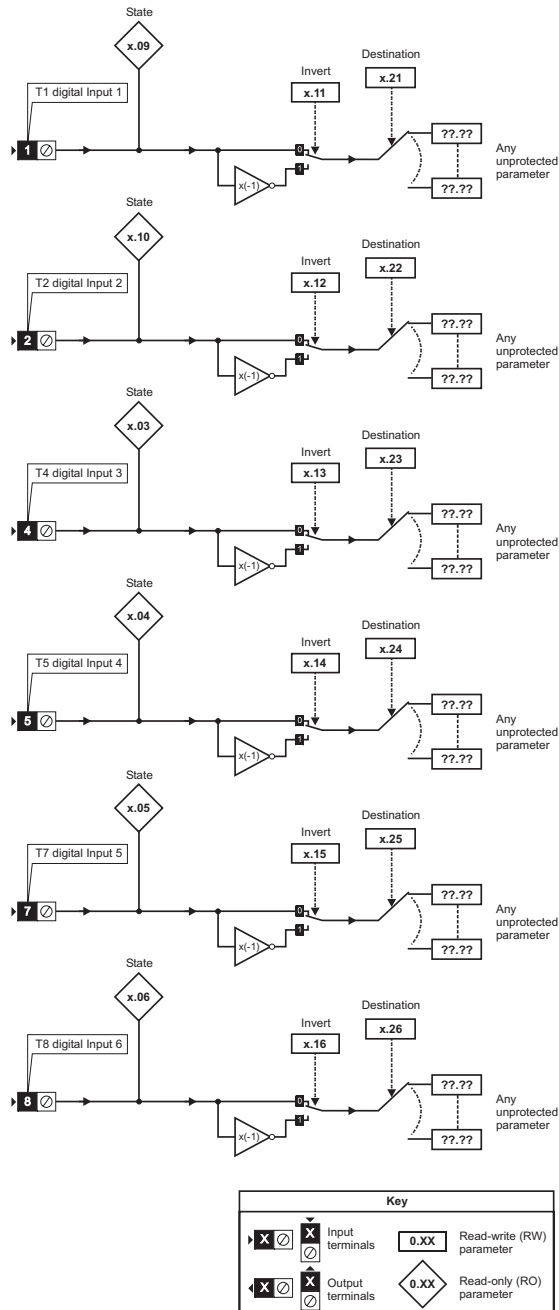 State
x.09
T1 digital Input 1
Invert
x.11
Destination
x.21
1
0
1
x(-1)
??.??
??.??
Any
unprotected
parameter
State
x.10
T2 digital Input 2
Invert
x.12
Destination
x.22
2
0
1
x(-1)
??.??
??.??
Any
unprotected
parameter
State
x.03
T4 digital Input 3
Invert
x.13
Destination
x.23
4
0
1
x(-1)
??.??
??.??
Any
unprotected
parameter
State
x.04
T5 digital Input 4
Invert
x.14
Destination
x.24
5
0
1
x(-1)
??.??
??.??
Any
unprotected
parameter
State
x.05
T7 digital Input 5
Invert
x.15
Destination
x.25
7
0
1
x(-1)
??.??
??.??
Any
unprotected
parameter
State
x.06
T8 digital Input 6
Invert
x.16
Destination
x.26
8
0
1
x(-1)
??.??
??.??
Any
unprotected
parameter
Key
X
X
Input
terminals
0.XX
Read-write (RW)
parameter
X
X
Output
terminals
0.XX
Read-only (RO)
parameter